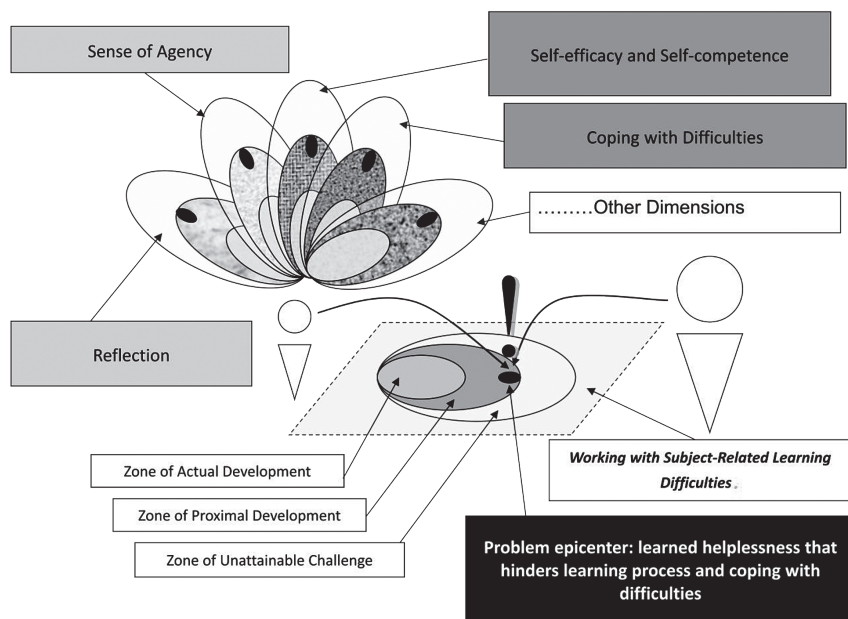 Sense of Agency
Self-efficacy and Self-competence
Coping with Difficulties
.........Other Dimensions
Reflection
Zone of Actual Development
Zone of Proximal Development
Zone of Unattainable Challenge
Working with Subject-Related Learning
Difficulties .
Problem epicenter: learned helplessness that
hinders learning process and coping with
difficulties